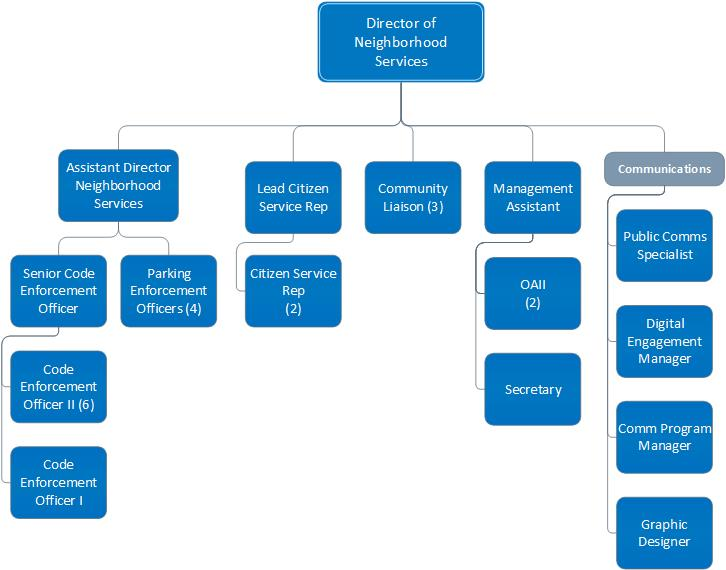 Director of
Neighborhood
Services
Assistant Director
Neighborhood
Services
Lead Citizen
Service Rep
Community
Liaison (3)
Management
Assistant
Communications
Senior Code
Enforcement
Officer
Parking
Enforcement
Officers (4)
Citizen Service
Rep
(2)
OAII
(2)
Public Comms
Specialist
Code
Enforcement
Officer II (6)
Secretary
Digital
Engagement
Manager
Code
Enforcement
Officer I
Comm Program
Manager
Graphic
Designer